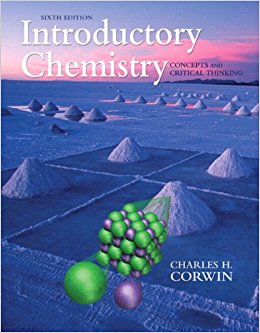 SIXTH EDITION
Introductory
Chemistry
CONCEPTS AND
CRITICAL THINKING
CHARLES H.
CORWIN